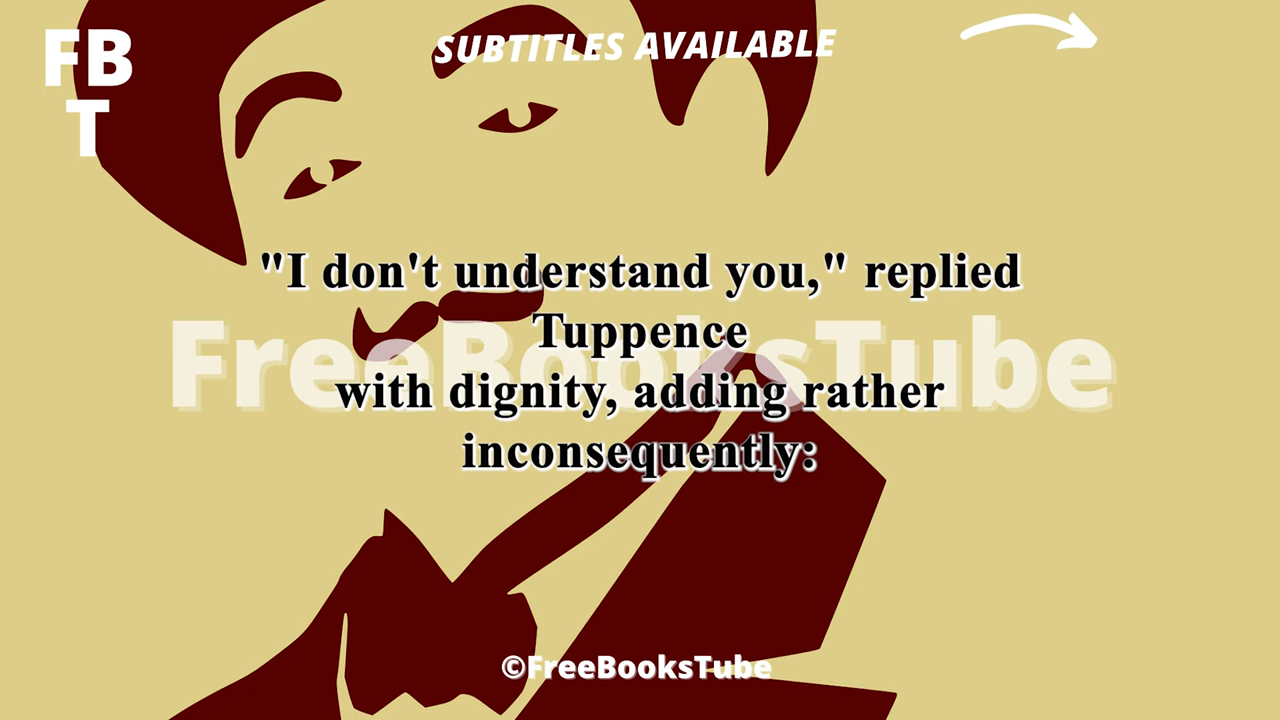 FB
T
SUBTITLES AVAILABLE
"I don't understand you," replied
Tuppence
with dignity, adding rather
inconsequently:
FreeBooksTube
©FreeBooksTube